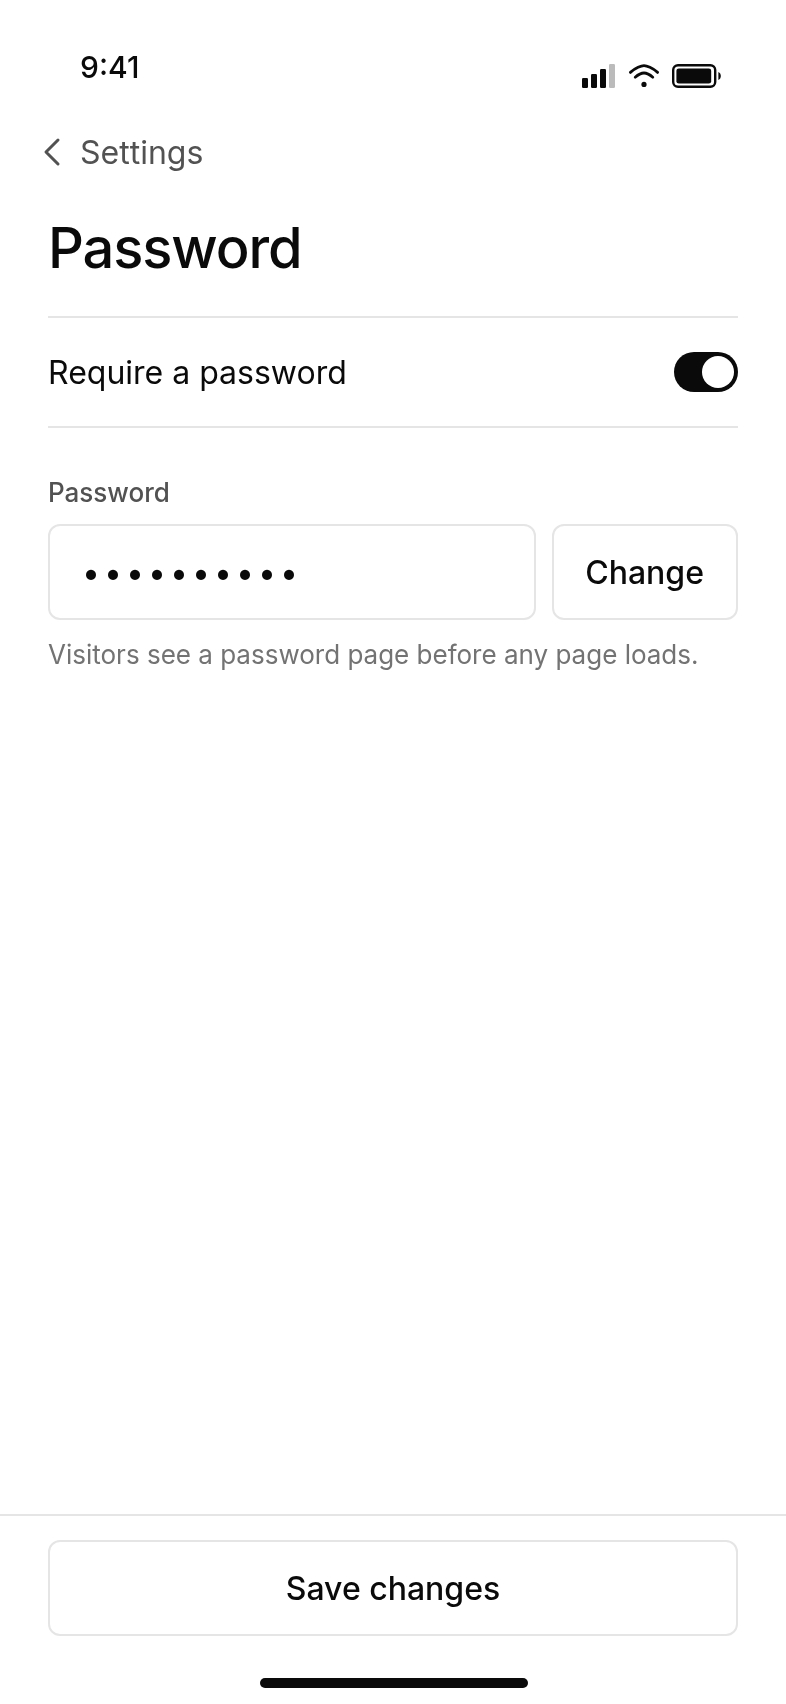 9:41
Settings
Password
Require a password
Password
••••••••••
Change
Visitors see a password page before any page loads.
Save changes